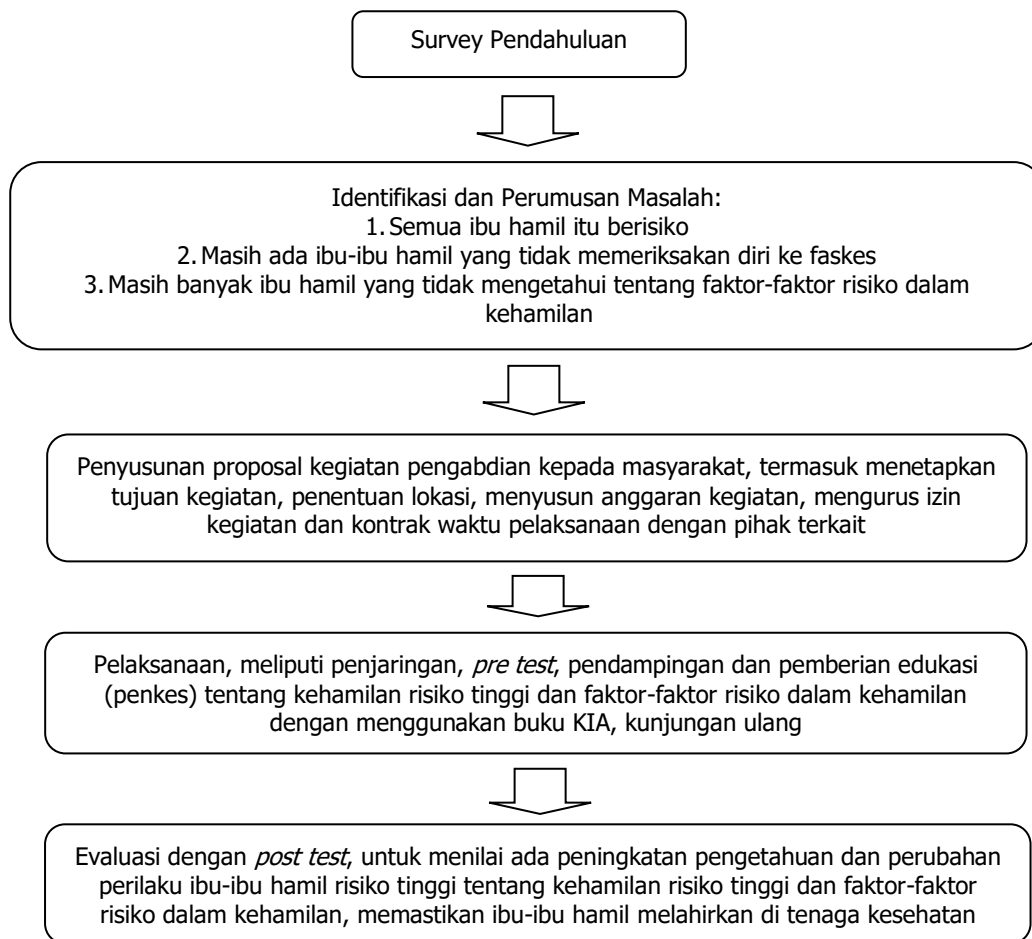 Survey Pendahuluan
Identifikasi dan Perumusan Masalah:
1. Semua ibu hamil itu berisiko
2. Masih ada ibu-ibu hamil yang tidak memeriksakan diri ke faskes
3. Masih banyak ibu hamil yang tidak mengetahui tentang faktor-faktor risiko dalam
kehamilan
Penyusunan proposal kegiatan pengabdian kepada masyarakat, termasuk menetapkan
tujuan kegiatan, penentuan lokasi, menyusun anggaran kegiatan, mengurus izin
kegiatan dan kontrak waktu pelaksanaan dengan pihak terkait
Pelaksanaan, meliputi penjaringan, pre test, pendampingan dan pemberian edukasi
(penkes) tentang kehamilan risiko tinggi dan faktor-faktor risiko dalam kehamilan
dengan menggunakan buku KIA, kunjungan ulang
Evaluasi dengan post test, untuk menilai ada peningkatan pengetahuan dan perubahan
perilaku ibu-ibu hamil risiko tinggi tentang kehamilan risiko tinggi dan faktor-faktor
risiko dalam kehamilan, memastikan ibu-ibu hamil melahirkan di tenaga kesehatan